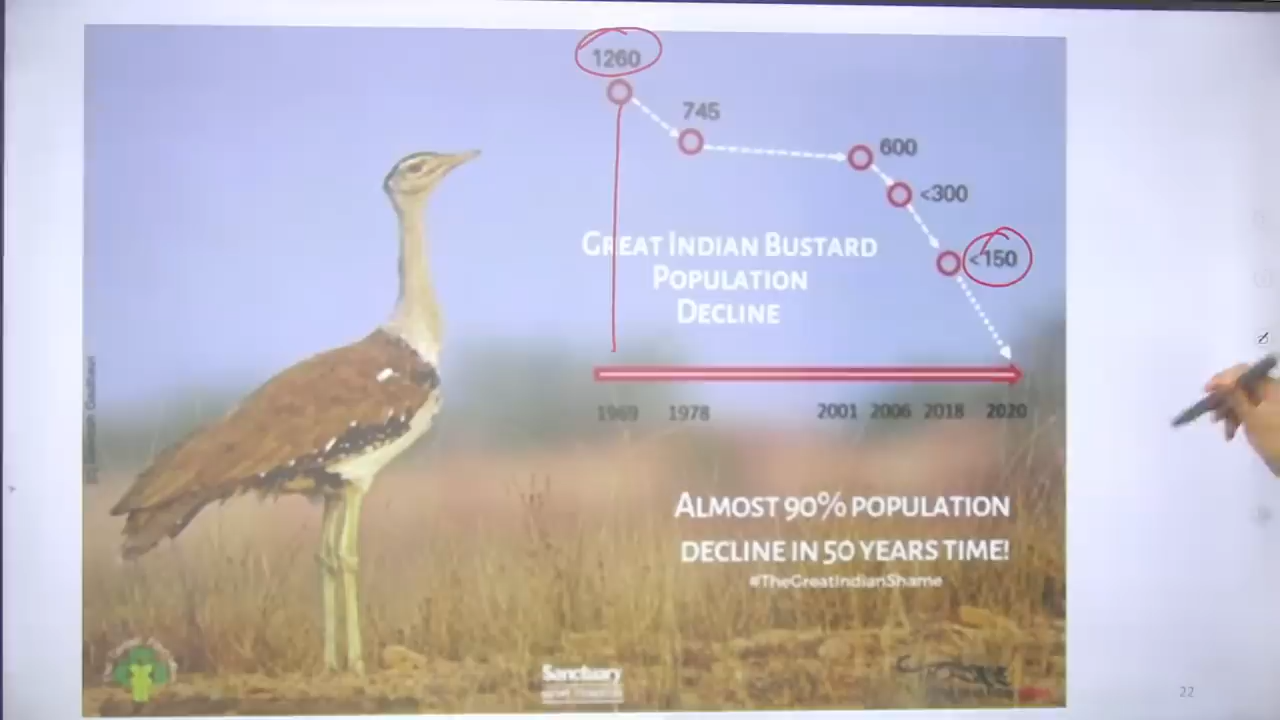 1260
745
600
<300
<150
GREAT INDIAN BUSTARD
POPULATION
DECLINE
1969 1978 2001 2006 2018 2020
ALMOST 90% POPULATION
DECLINE IN 50 YEARS TIME!
#TheGreatIndianShame
Sanctuary
22